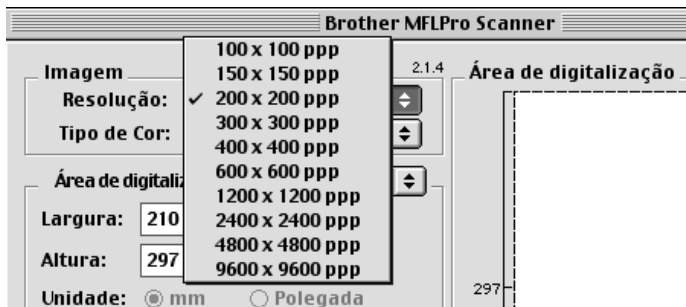 Brother MFLPro Scanner
Imagem
2.1.4
Resolução:
Tipo de Cor:
100 x 100 ppp
150 x 150 ppp
✓ 200 x 200 ppp
300 x 300 ppp
400 x 400 ppp
600 x 600 ppp
1200 x 1200 ppp
2400 x 2400 ppp
4800 x 4800 ppp
9600 x 9600 ppp
Área de digitaliz
Largura: 210
Altura: 297
Unidade: mm Polegada
Área de digitalização
297